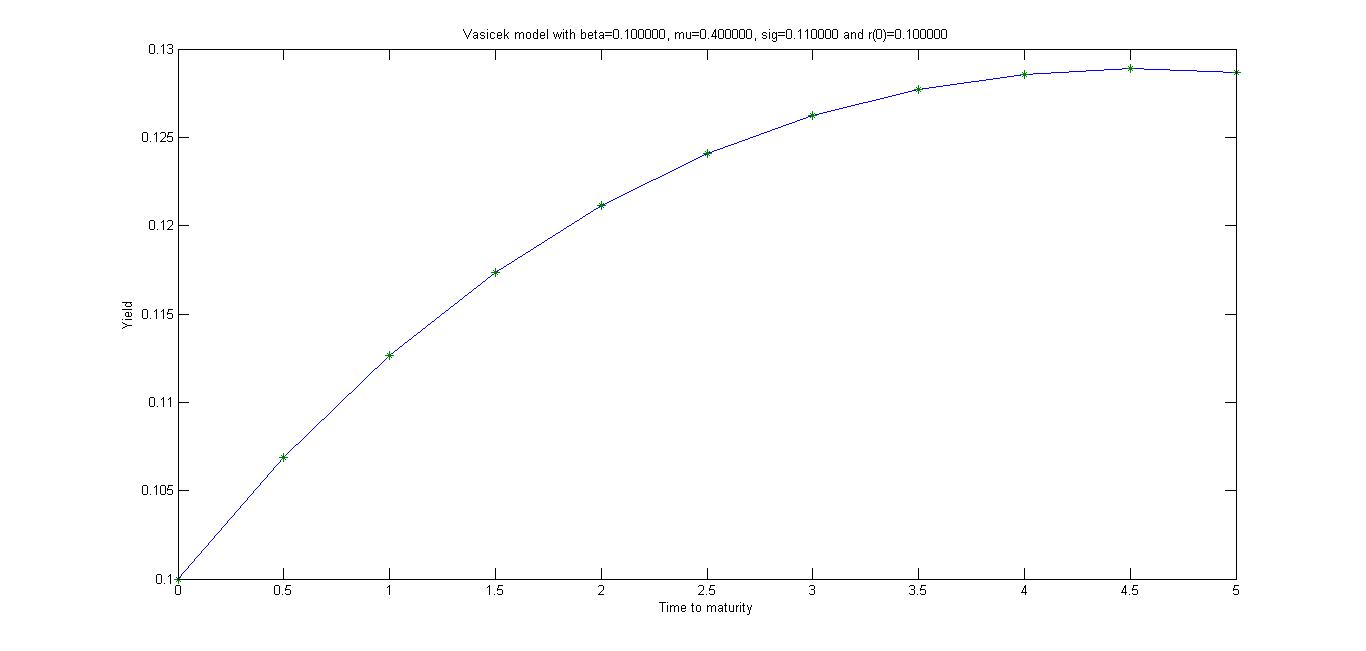 Vasicek model with beta=0.100000, mu=0.400000, sig=0.110000 and r(0)=0.100000
0.13
0.125
0.12
0.115
0.11
0.105
0.1
Yield
0 0.5 1 1.5 2 2.5 3 3.5 4 4.5 5
Time to maturity